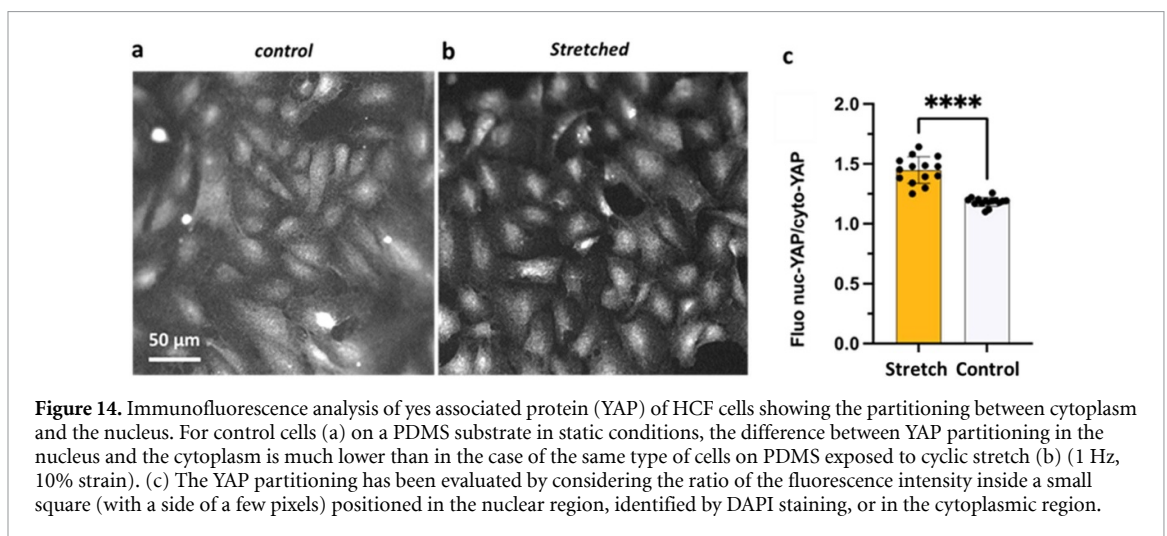 a
control
b
Stretched
c
50 µm
****
Fluo nuc-YAP/cyto-YAP
2.0
1.5
1.0
0.5
0.0
Stretch Control
Figure 14. Immunofluorescence analysis of yes associated protein (YAP) of HCF cells showing the partitioning between cytoplasm
and the nucleus. For control cells (a) on a PDMS substrate in static conditions, the difference between YAP partitioning in the
nucleus and the cytoplasm is much lower than in the case of the same type of cells on PDMS exposed to cyclic stretch (b) (1 Hz,
10% strain). (c) The YAP partitioning has been evaluated by considering the ratio of the fluorescence intensity inside a small
square (with a side of a few pixels) positioned in the nuclear region, identified by DAPI staining, or in the cytoplasmic region.